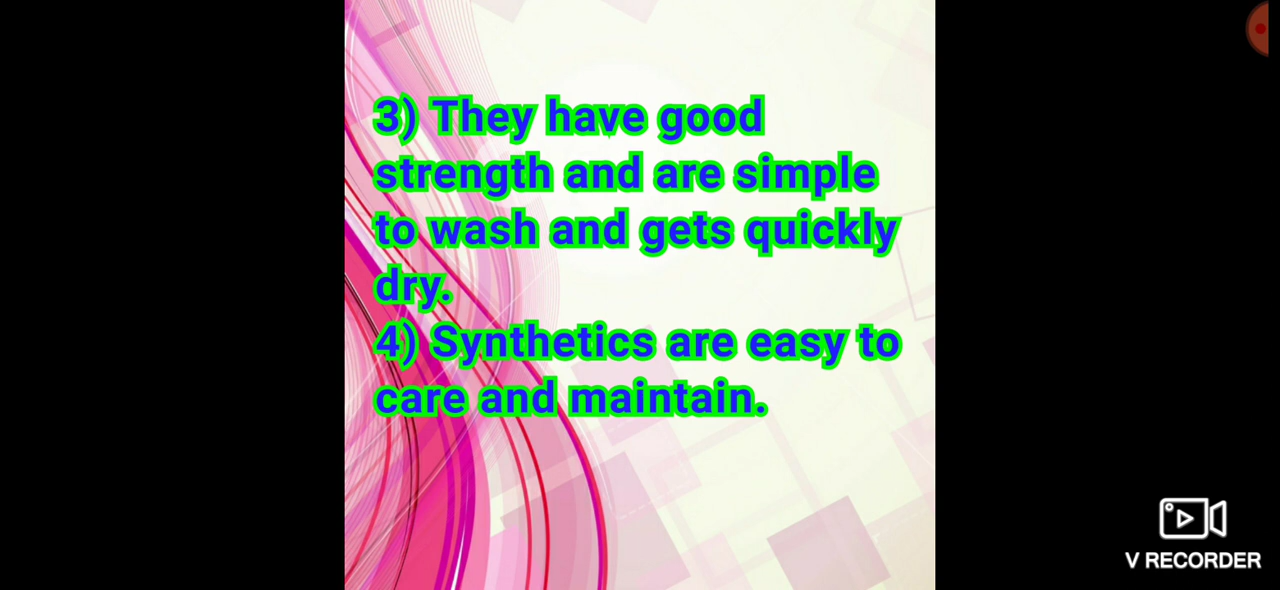 3) They have good
strength and are simple
to wash and gets quickly
dry.
4) Synthetics are easy to
care and maintain.
V RECORDER